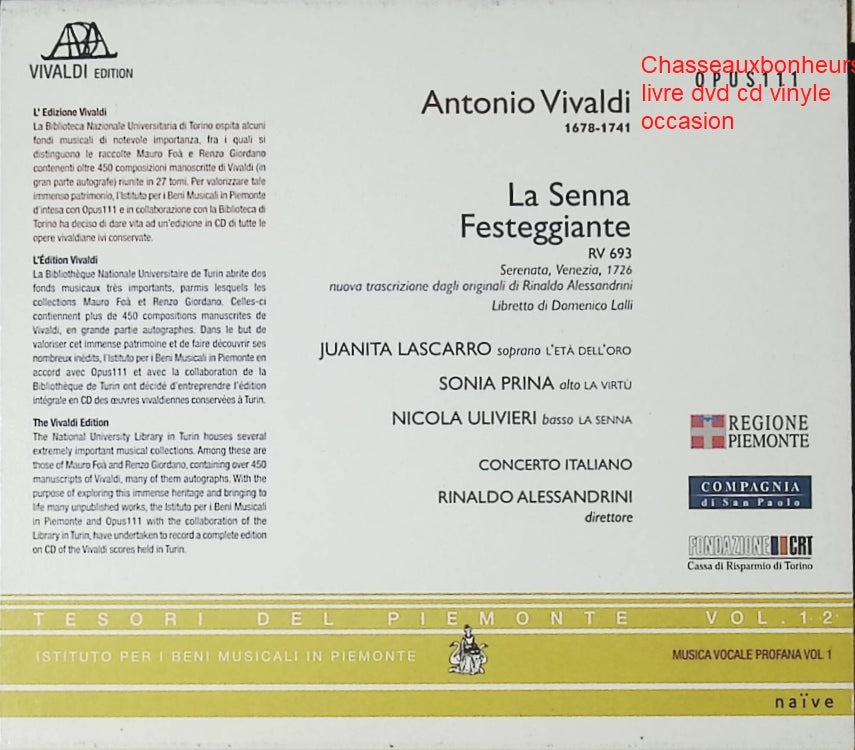 VIVALDI EDITION
L' Edizione Vivaldi
La Biblioteca Nazionale Universitaria di Torino ospita alcuni
fondi musicali di notevole importanza, fra i quali si
distinguono le raccolte Mauro Foà e Renzo Giordano
contenenti oltre 450 composizioni manoscritte di Vivaldi (in
gran parte autografe) riunite in 27 tomi. Per valorizzare tale
immenso patrimonio, l'Istituto per i Beni Musicali in Piemonte
d'intesa con Opus111 e in collaborazione con la Biblioteca di
Torino ha deciso di dare vita ad un'edizione in CD di tutte le
opere vivaldiane ivi conservate.
L'Édition Vivaldi
La Bibliothèque Nationale Universitaire de Turin abrite des
fonds musicaux très importants, parmis lesquels les
collections Mauro Foà et Renzo Giordano. Celles-ci
contiennent plus de 450 compositions manuscrites de
Vivaldi, en grande partie autographes. Dans le but de
valoriser cet immense patrimoine et de faire découvrir ses
nombreux inédits, l'Istituto per i Beni Musicali in Piemonte en
accord avec Opus111 et avec la collaboration de la
Bibliothèque de Turin ont décidé d'entreprendre l'édition
intégrale en CD des œuvres vivaldiennes conservées à Turin.
The Vivaldi Edition
The National University Library in Turin houses several
extremely important musical collections. Among these are
those of Mauro Foà and Renzo Giordano, containing over 450
manuscripts of Vivaldi, many of them autographs. With the
purpose of exploring this immense heritage and bringing to
life many unpublished works, the Istituto per i Beni Musicali
in Piemonte and Opus111 with the collaboration of the
Library in Turin, have undertaken to record a complete edition
on CD of the Vivaldi scores held in Turin.
OPUS111
Chasseauxbonheurs
livre dvd cd vinyle
occasion
Antonio Vivaldi
1678-1741
La Senna
Festeggiante
RV 693
Serenata, Venezia, 1726
nuova trascrizione dagli originali di Rinaldo Alessandrini
Libretto di Domenico Lalli
JUANITA LASCARRO soprano L'ETÀ DELL'ORO
SONIA PRINA alto LA VIRTÙ
NICOLA ULIVIERI basso LA SENNA
CONCERTO ITALIANO
RINALDO ALESSANDRINI
direttore
REGIONE
PIEMONTE
COMPAGNIA
di San Paolo
FONDAZIONE CRT
Cassa di Risparmio di Torino
TESORI DEL PIEMONTE VOL. 12
ISTITUTO PER I BENI MUSICALI IN PIEMONTE
MUSICA VOCALE PROFANA VOL 1
naïve